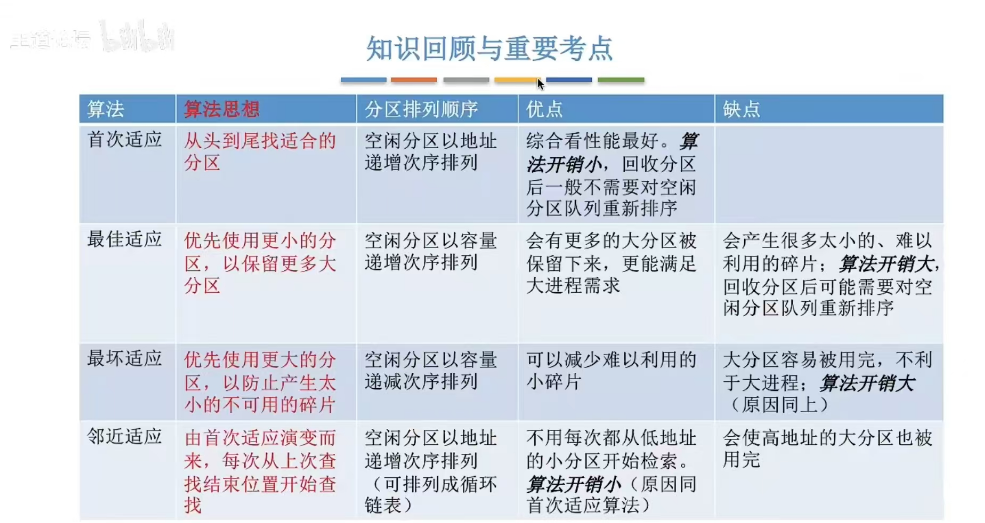 知识回顾与重要考点
算法
算法思想
分区排列顺序
优点
缺点
首次适应
从头到尾找适合的
分区
空闲分区以地址
递增次序排列
综合看性能最好。算
法开销小，回收分区
后一般不需要对空闲
分区队列重新排序
最佳适应
优先使用更小的分
区，以保留更多大
分区
空闲分区以容量
递增次序排列
会有更多的大分区被
保留下来，更能满足
大进程需求
会产生很多太小的、难以
利用的碎片；算法开销大，
回收分区后可能需要对空
闲分区队列重新排序
最坏适应
优先使用更大的分
区，以防止产生太
小的不可用的碎片
空闲分区以容量
递减次序排列
可以减少难以利用的
小碎片
大分区容易被用完，不利
于大进程；算法开销大
（原因同上）
邻近适应
由首次适应演变而
来，每次从上次查
找结束位置开始查
找
空闲分区以地址
递增次序排列
（可排列成循环
链表）
不用每次都从低地址
的小分区开始检索。
算法开销小（原因同
首次适应算法）
会使高地址的大分区也被
用完